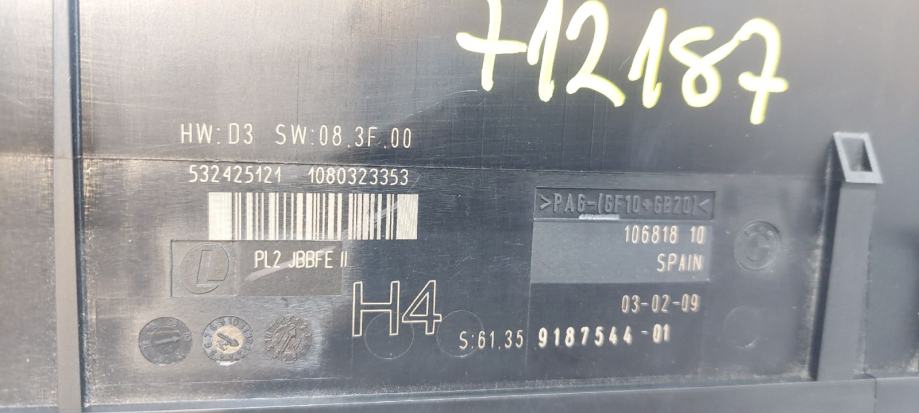 712187
HW:D3 SW:08.3F.00
532425121 1080323353
>PA6-(GF10+GB20)<
106818 10
L PL2 JBBFE II
SPAIN
H4
03-02-09
S:61.35 9187544-01